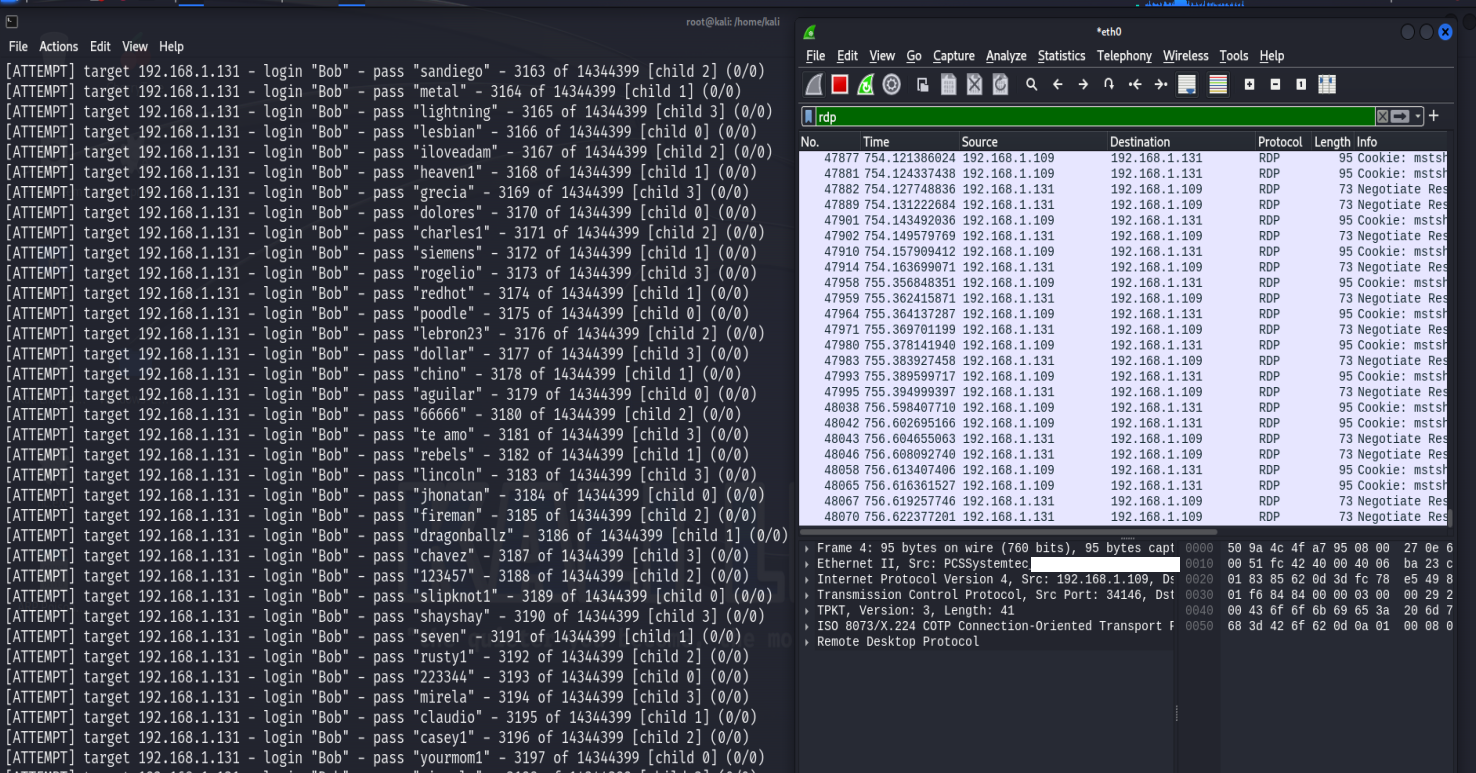 root@kali: /home/kali
File Actions Edit View Help
[ATTEMPT] target 192.168.1.131 - login "Bob" - pass "sandiego" - 3163 of 14344399 [child 2] (0/0)
[ATTEMPT] target 192.168.1.131 - login "Bob" - pass "metal" - 3164 of 14344399 [child 1] (0/0)
[ATTEMPT] target 192.168.1.131 - login "Bob" - pass "lightning" - 3165 of 14344399 [child 3] (0/0)
[ATTEMPT] target 192.168.1.131 - login "Bob" - pass "lesbian" - 3166 of 14344399 [child 0] (0/0)
[ATTEMPT] target 192.168.1.131 - login "Bob" - pass "iloveadam" - 3167 of 14344399 [child 2] (0/0)
[ATTEMPT] target 192.168.1.131 - login "Bob" - pass "heaven1" - 3168 of 14344399 [child 1] (0/0)
[ATTEMPT] target 192.168.1.131 - login "Bob" - pass "grecia" - 3169 of 14344399 [child 3] (0/0)
[ATTEMPT] target 192.168.1.131 - login "Bob" - pass "dolores" - 3170 of 14344399 [child 0] (0/0)
[ATTEMPT] target 192.168.1.131 - login "Bob" - pass "charles1" - 3171 of 14344399 [child 2] (0/0)
[ATTEMPT] target 192.168.1.131 - login "Bob" - pass "siemens" - 3172 of 14344399 [child 1] (0/0)
[ATTEMPT] target 192.168.1.131 - login "Bob" - pass "rogelio" - 3173 of 14344399 [child 3] (0/0)
[ATTEMPT] target 192.168.1.131 - login "Bob" - pass "redhot" - 3174 of 14344399 [child 1] (0/0)
[ATTEMPT] target 192.168.1.131 - login "Bob" - pass "poodle" - 3175 of 14344399 [child 0] (0/0)
[ATTEMPT] target 192.168.1.131 - login "Bob" - pass "lebron23" - 3176 of 14344399 [child 2] (0/0)
[ATTEMPT] target 192.168.1.131 - login "Bob" - pass "dollar" - 3177 of 14344399 [child 3] (0/0)
[ATTEMPT] target 192.168.1.131 - login "Bob" - pass "chino" - 3178 of 14344399 [child 1] (0/0)
[ATTEMPT] target 192.168.1.131 - login "Bob" - pass "aguilar" - 3179 of 14344399 [child 0] (0/0)
[ATTEMPT] target 192.168.1.131 - login "Bob" - pass "66666" - 3180 of 14344399 [child 2] (0/0)
[ATTEMPT] target 192.168.1.131 - login "Bob" - pass "te amo" - 3181 of 14344399 [child 3] (0/0)
[ATTEMPT] target 192.168.1.131 - login "Bob" - pass "rebels" - 3182 of 14344399 [child 1] (0/0)
[ATTEMPT] target 192.168.1.131 - login "Bob" - pass "lincoln" - 3183 of 14344399 [child 3] (0/0)
[ATTEMPT] target 192.168.1.131 - login "Bob" - pass "jhonatan" - 3184 of 14344399 [child 0] (0/0)
[ATTEMPT] target 192.168.1.131 - login "Bob" - pass "fireman" - 3185 of 14344399 [child 2] (0/0)
[ATTEMPT] target 192.168.1.131 - login "Bob" - pass "dragonballz" - 3186 of 14344399 [child 1] (0/0)
[ATTEMPT] target 192.168.1.131 - login "Bob" - pass "chavez" - 3187 of 14344399 [child 3] (0/0)
[ATTEMPT] target 192.168.1.131 - login "Bob" - pass "123457" - 3188 of 14344399 [child 2] (0/0)
[ATTEMPT] target 192.168.1.131 - login "Bob" - pass "slipknot1" - 3189 of 14344399 [child 0] (0/0)
[ATTEMPT] target 192.168.1.131 - login "Bob" - pass "shayshay" - 3190 of 14344399 [child 3] (0/0)
[ATTEMPT] target 192.168.1.131 - login "Bob" - pass "seven" - 3191 of 14344399 [child 1] (0/0)
[ATTEMPT] target 192.168.1.131 - login "Bob" - pass "rusty1" - 3192 of 14344399 [child 2] (0/0)
[ATTEMPT] target 192.168.1.131 - login "Bob" - pass "223344" - 3193 of 14344399 [child 0] (0/0)
[ATTEMPT] target 192.168.1.131 - login "Bob" - pass "mirela" - 3194 of 14344399 [child 3] (0/0)
[ATTEMPT] target 192.168.1.131 - login "Bob" - pass "claudio" - 3195 of 14344399 [child 1] (0/0)
[ATTEMPT] target 192.168.1.131 - login "Bob" - pass "casey1" - 3196 of 14344399 [child 2] (0/0)
[ATTEMPT] target 192.168.1.131 - login "Bob" - pass "yourmom1" - 3197 of 14344399 [child 0] (0/0)
*eth0
File Edit View Go Capture Analyze Statistics Telephony Wireless Tools Help
rdp
No. Time Source Destination Protocol Length Info
47877 754.121386024 192.168.1.109 192.168.1.131 RDP 95 Cookie: mstsh
47881 754.124337438 192.168.1.109 192.168.1.131 RDP 95 Cookie: mstsh
47882 754.127748836 192.168.1.131 192.168.1.109 RDP 73 Negotiate Res
47889 754.131222684 192.168.1.131 192.168.1.109 RDP 73 Negotiate Res
47901 754.143492036 192.168.1.109 192.168.1.131 RDP 95 Cookie: mstsh
47902 754.149579769 192.168.1.131 192.168.1.109 RDP 73 Negotiate Res
47910 754.157909412 192.168.1.109 192.168.1.131 RDP 95 Cookie: mstsh
47914 754.163699071 192.168.1.131 192.168.1.109 RDP 73 Negotiate Res
47958 755.356848351 192.168.1.109 192.168.1.131 RDP 95 Cookie: mstsh
47959 755.362415871 192.168.1.131 192.168.1.109 RDP 73 Negotiate Res
47964 755.364137287 192.168.1.109 192.168.1.131 RDP 95 Cookie: mstsh
47971 755.369701199 192.168.1.131 192.168.1.109 RDP 73 Negotiate Res
47980 755.378141940 192.168.1.109 192.168.1.131 RDP 95 Cookie: mstsh
47983 755.383927458 192.168.1.131 192.168.1.109 RDP 73 Negotiate Res
47993 755.389599717 192.168.1.109 192.168.1.131 RDP 95 Cookie: mstsh
47995 755.394999397 192.168.1.131 192.168.1.109 RDP 73 Negotiate Res
48038 756.598407710 192.168.1.109 192.168.1.131 RDP 95 Cookie: mstsh
48042 756.602695166 192.168.1.109 192.168.1.131 RDP 95 Cookie: mstsh
48043 756.604655063 192.168.1.131 192.168.1.109 RDP 73 Negotiate Res
48046 756.608092740 192.168.1.131 192.168.1.109 RDP 73 Negotiate Res
48058 756.613407406 192.168.1.109 192.168.1.131 RDP 95 Cookie: mstsh
48065 756.616361527 192.168.1.109 192.168.1.131 RDP 95 Cookie: mstsh
48067 756.619257746 192.168.1.131 192.168.1.109 RDP 73 Negotiate Res
48070 756.622377201 192.168.1.131 192.168.1.109 RDP 73 Negotiate Res
Frame 4: 95 bytes on wire (760 bits), 95 bytes capt
Ethernet II, Src: PCSSystemtec
Internet Protocol Version 4, Src: 192.168.1.109, Ds
Transmission Control Protocol, Src Port: 34146, Dst
TPKT, Version: 3, Length: 41
ISO 8073/X.224 COTP Connection-Oriented Transport P
Remote Desktop Protocol
0000 50 9a 4c 4f a7 95 08 00 27 0e 6
0010 00 51 fc 42 40 00 40 06 ba 23 c
0020 01 83 85 62 0d 3d fc 78 e5 49 8
0030 01 f6 84 84 00 00 03 00 00 29 2
0040 00 43 6f 6f 6b 69 65 3a 20 6d 7
0050 68 3d 42 6f 62 0d 0a 01 00 08 0